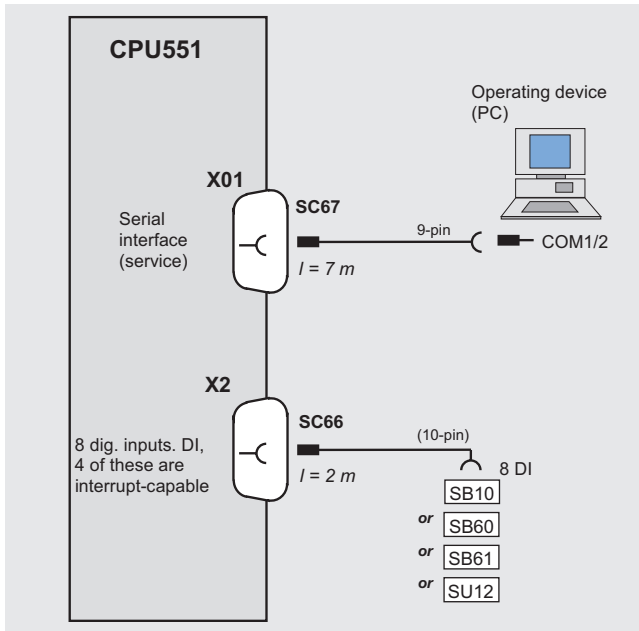 CPU551
Operating device
(PC)
X01
SC67
Serial
interface
(service)
9-pin
COM1/2
l = 7 m
X2
SC66
8 dig. inputs. DI,
4 of these are
interrupt-capable
(10-pin)
l = 2 m
8 DI
SB10
or SB60
or SB61
or SU12